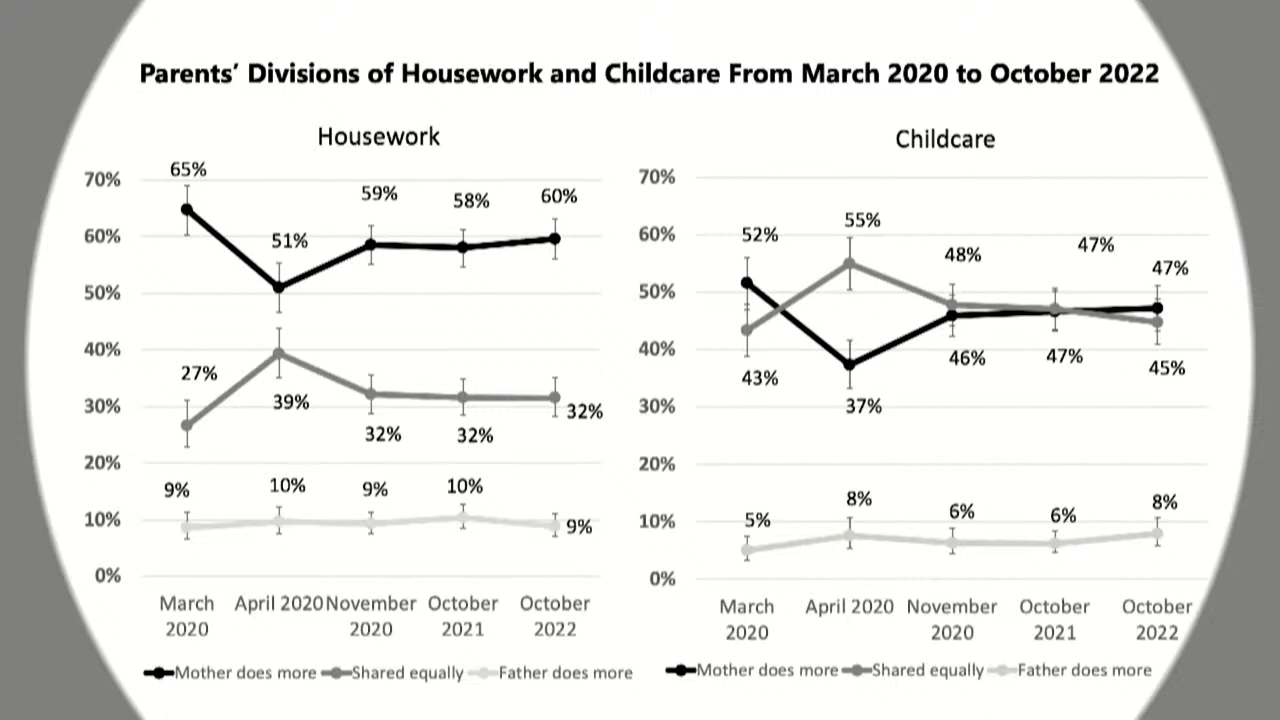 Parents' Divisions of Housework and Childcare From March 2020 to October 2022
Housework
70%
60%
50%
40%
30%
20%
10%
0%
65%
51%
59%
58%
60%
27%
39%
32%
32%
32%
9%
10%
9%
10%
9%
March 2020
April 2020
November 2020
October 2021
October 2022
Mother does more
Shared equally
Father does more
Childcare
70%
60%
50%
40%
30%
20%
10%
0%
52%
55%
48%
47%
47%
43%
37%
46%
47%
45%
5%
8%
6%
6%
8%
March 2020
April 2020
November 2020
October 2021
October 2022
Mother does more
Shared equally
Father does more